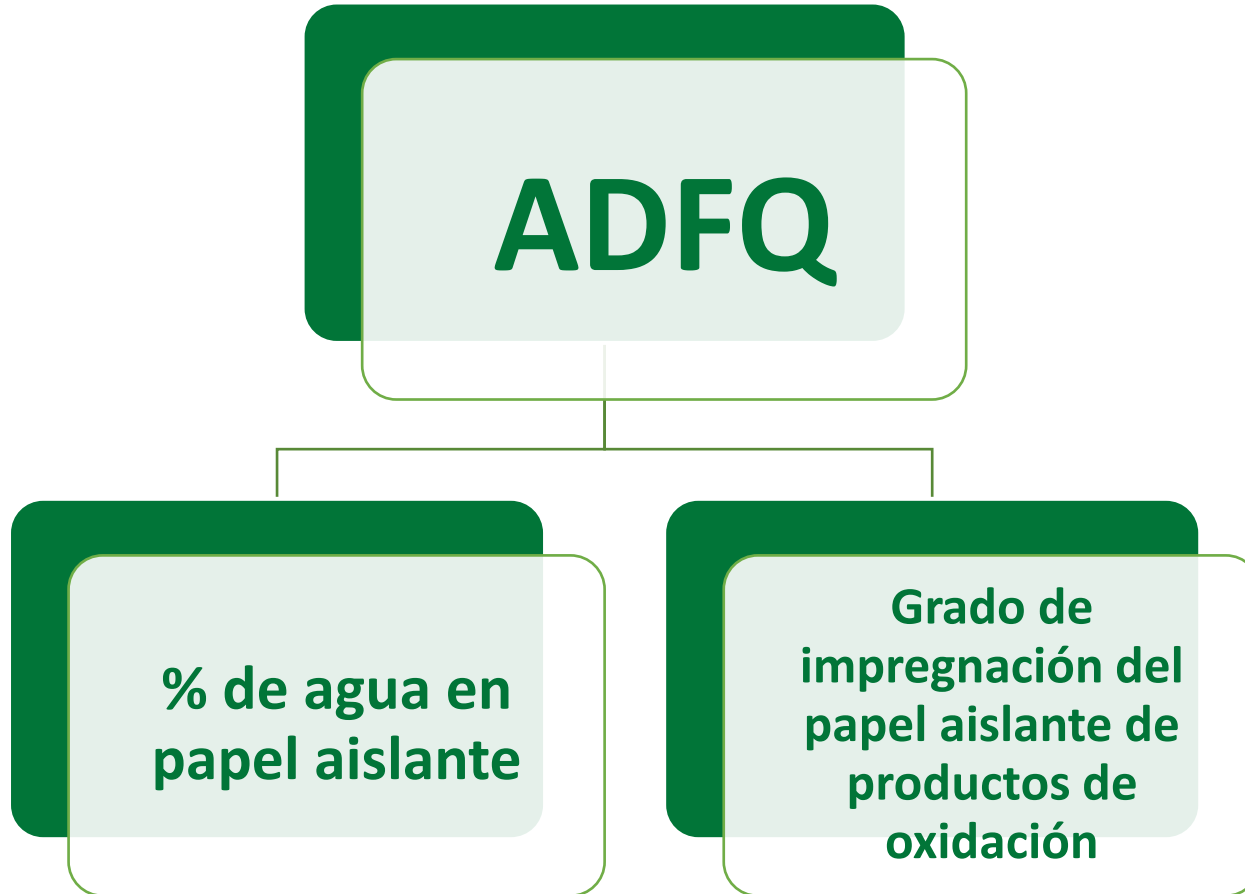 ADFQ
% de agua en
papel aislante
Grado de
impregnación del
papel aislante de
productos de
oxidación